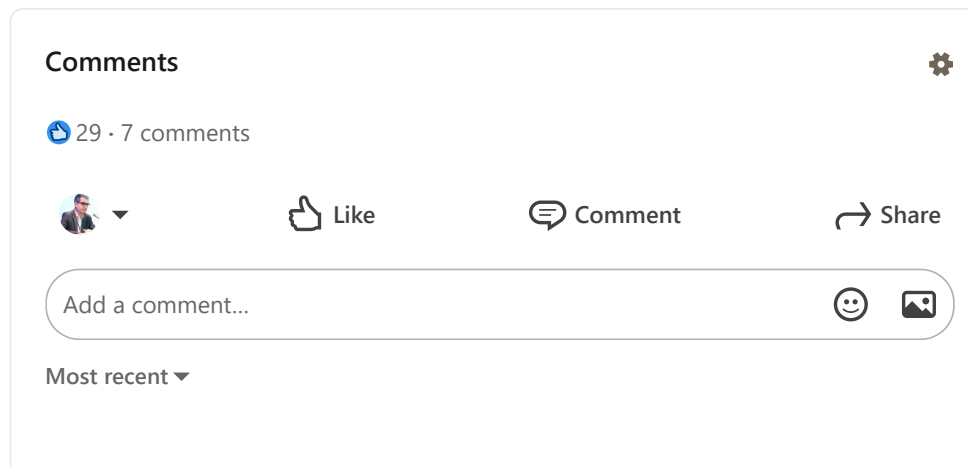 Comments
29 · 7 comments
Like Comment Share
Add a comment...
Most recent